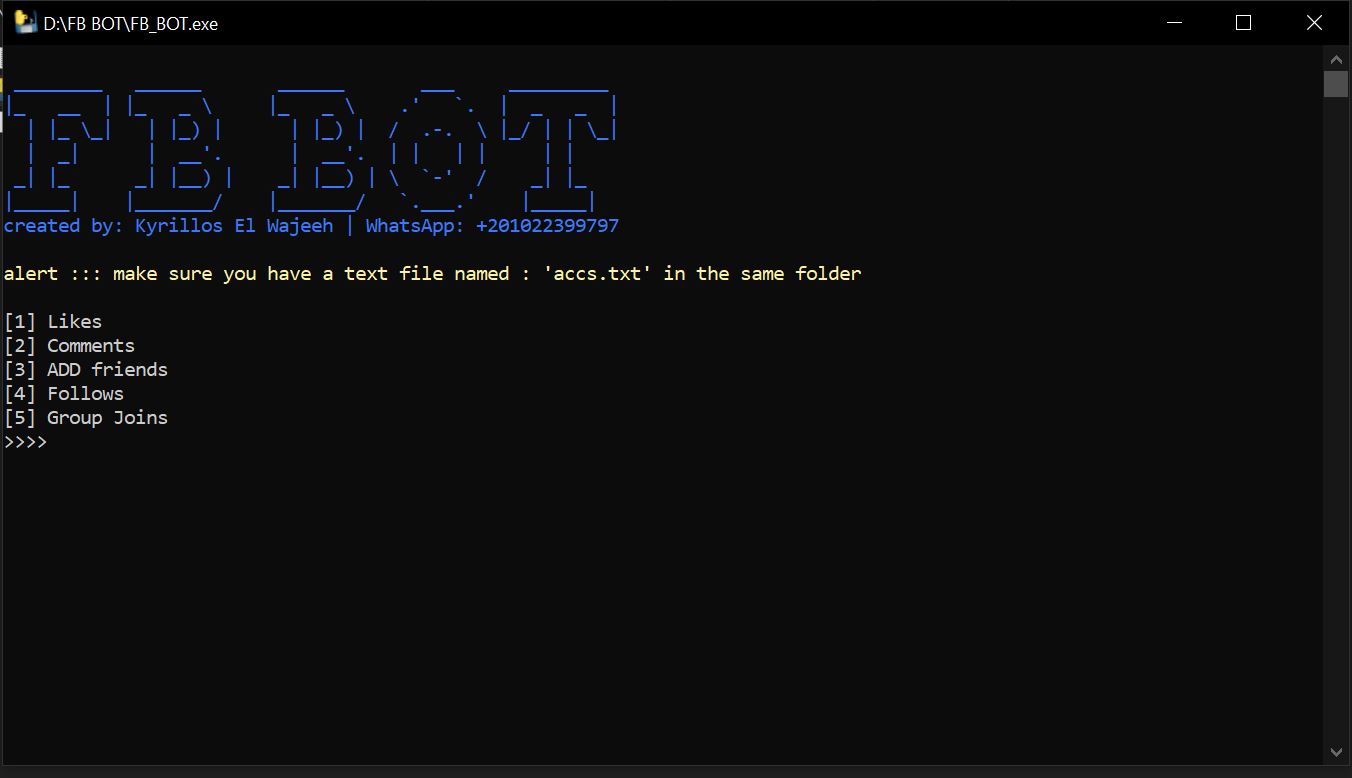 D:\FB BOT\FB_BOT.exe
FB BOT
created by: Kyrillos El Wajeeh | WhatsApp: +201022399797
alert ::: make sure you have a text file named : 'accs.txt' in the same folder
[1] Likes
[2] Comments
[3] ADD friends
[4] Follows
[5] Group Joins
>>>>